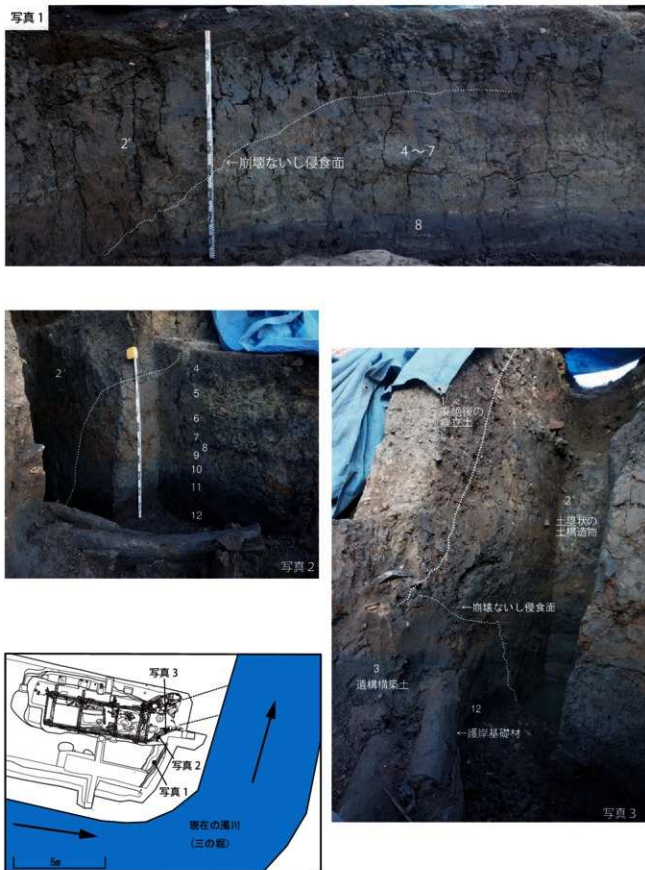 写真1
2'
←崩壊ないし侵食面
4～7
8
2'
4
5
6
7
8
9
10
11
12
写真2
廃絶後の
堆立土
2'
土塁状の
土構造物
←崩壊ないし侵食面
3
遺構構築土
12
←護岸基礎材
写真3
写真3
写真2
写真1
現在の濁川
(三の堀)
5m